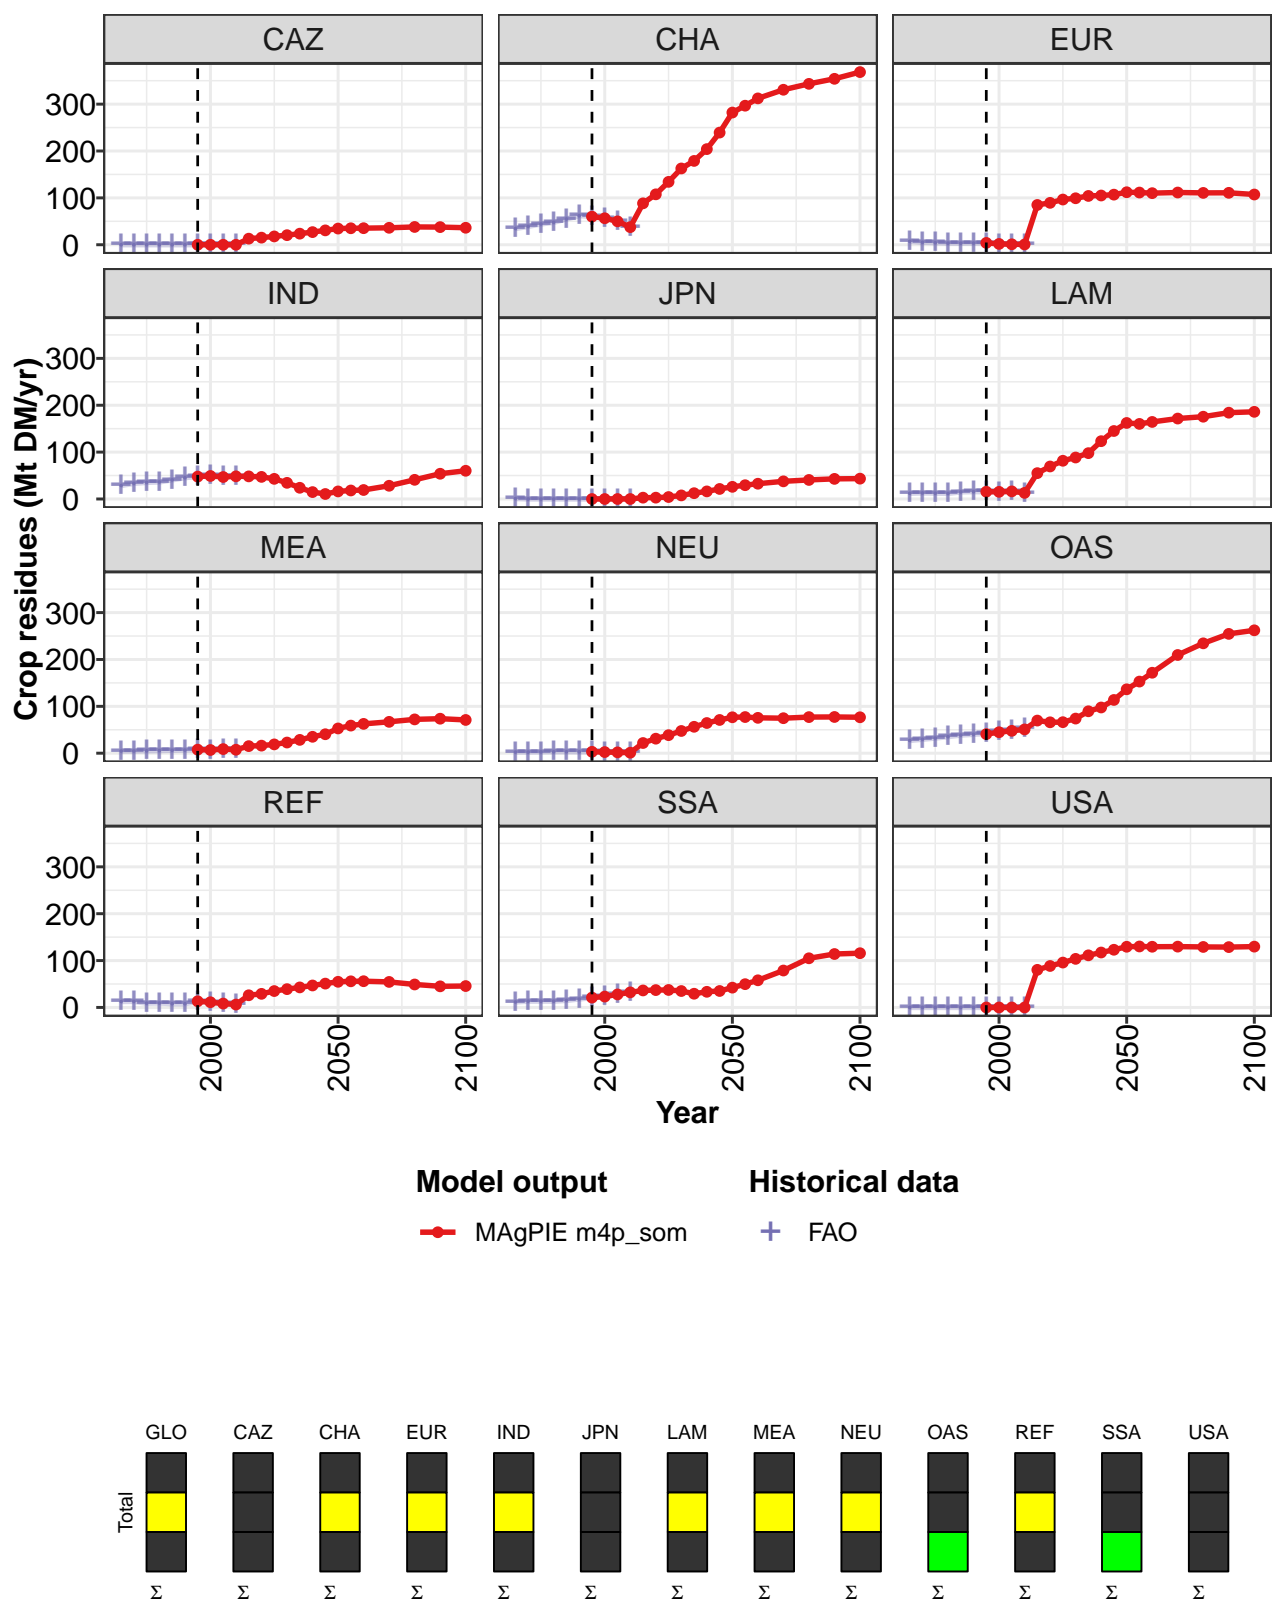 CAZ CHA EUR
300
200
100
0
IND JPN LAM
300
200
100
0
MEA NEU OAS
300
200
100
0
REF SSA USA
300
200
100
0
Crop residues (Mt DM/yr)
2000 2050 2100 2000 2050 2100 2000 2050 2100
Year
Model output Historical data
MAgPIE m4p_som FAO
GLO CAZ CHA EUR IND JPN LAM MEA NEU OAS REF SSA USA
Total
Σ Σ Σ Σ Σ Σ Σ Σ Σ Σ Σ Σ Σ